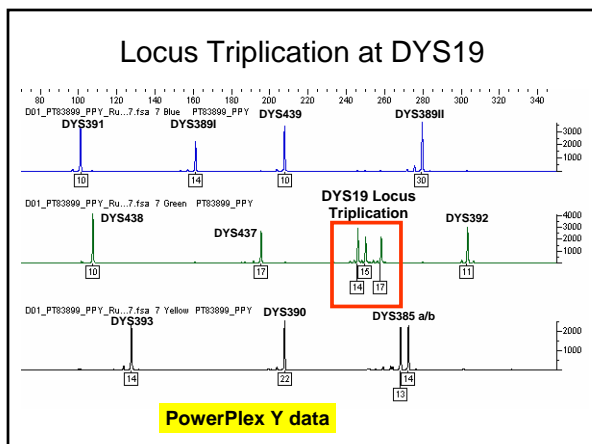 Locus Triplication at DYS19
80 100 120 140 160 180 200 220 240 260 280 300 320 340
D01_PT83899_PPY_Ru...7.fsa 7 Blue PT83899_PPY
DYS391 DYS389I DYS439 DYS389II
3000
2000
1000
10 14 10 30
D01_PT83899_PPY_Ru...7.fsa 7 Green PT83899_PPY
DYS438 DYS437 DYS19 Locus Triplication DYS392
4000
3000
2000
1000
10 17 15 11
14 17
D01_PT83899_PPY_Ru...7.fsa 7 Yellow PT83899_PPY
DYS393 DYS390 DYS385 a/b
2000
1000
14 22 14
13
PowerPlex Y data